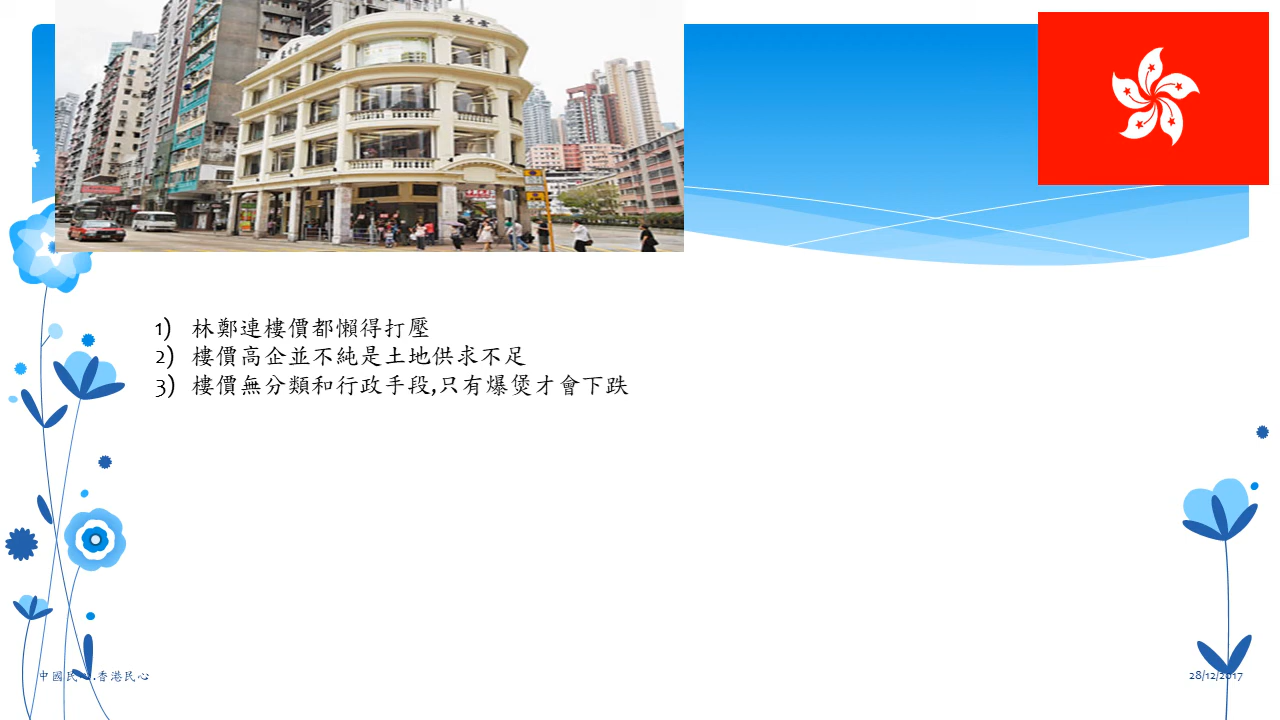 1) 林鄭連樓價都懶得打壓
2) 樓價高企並不純是土地供求不足
3) 樓價無分類和行政手段,只有爆煲才會下跌
中國民心.香港民心
28/12/2017